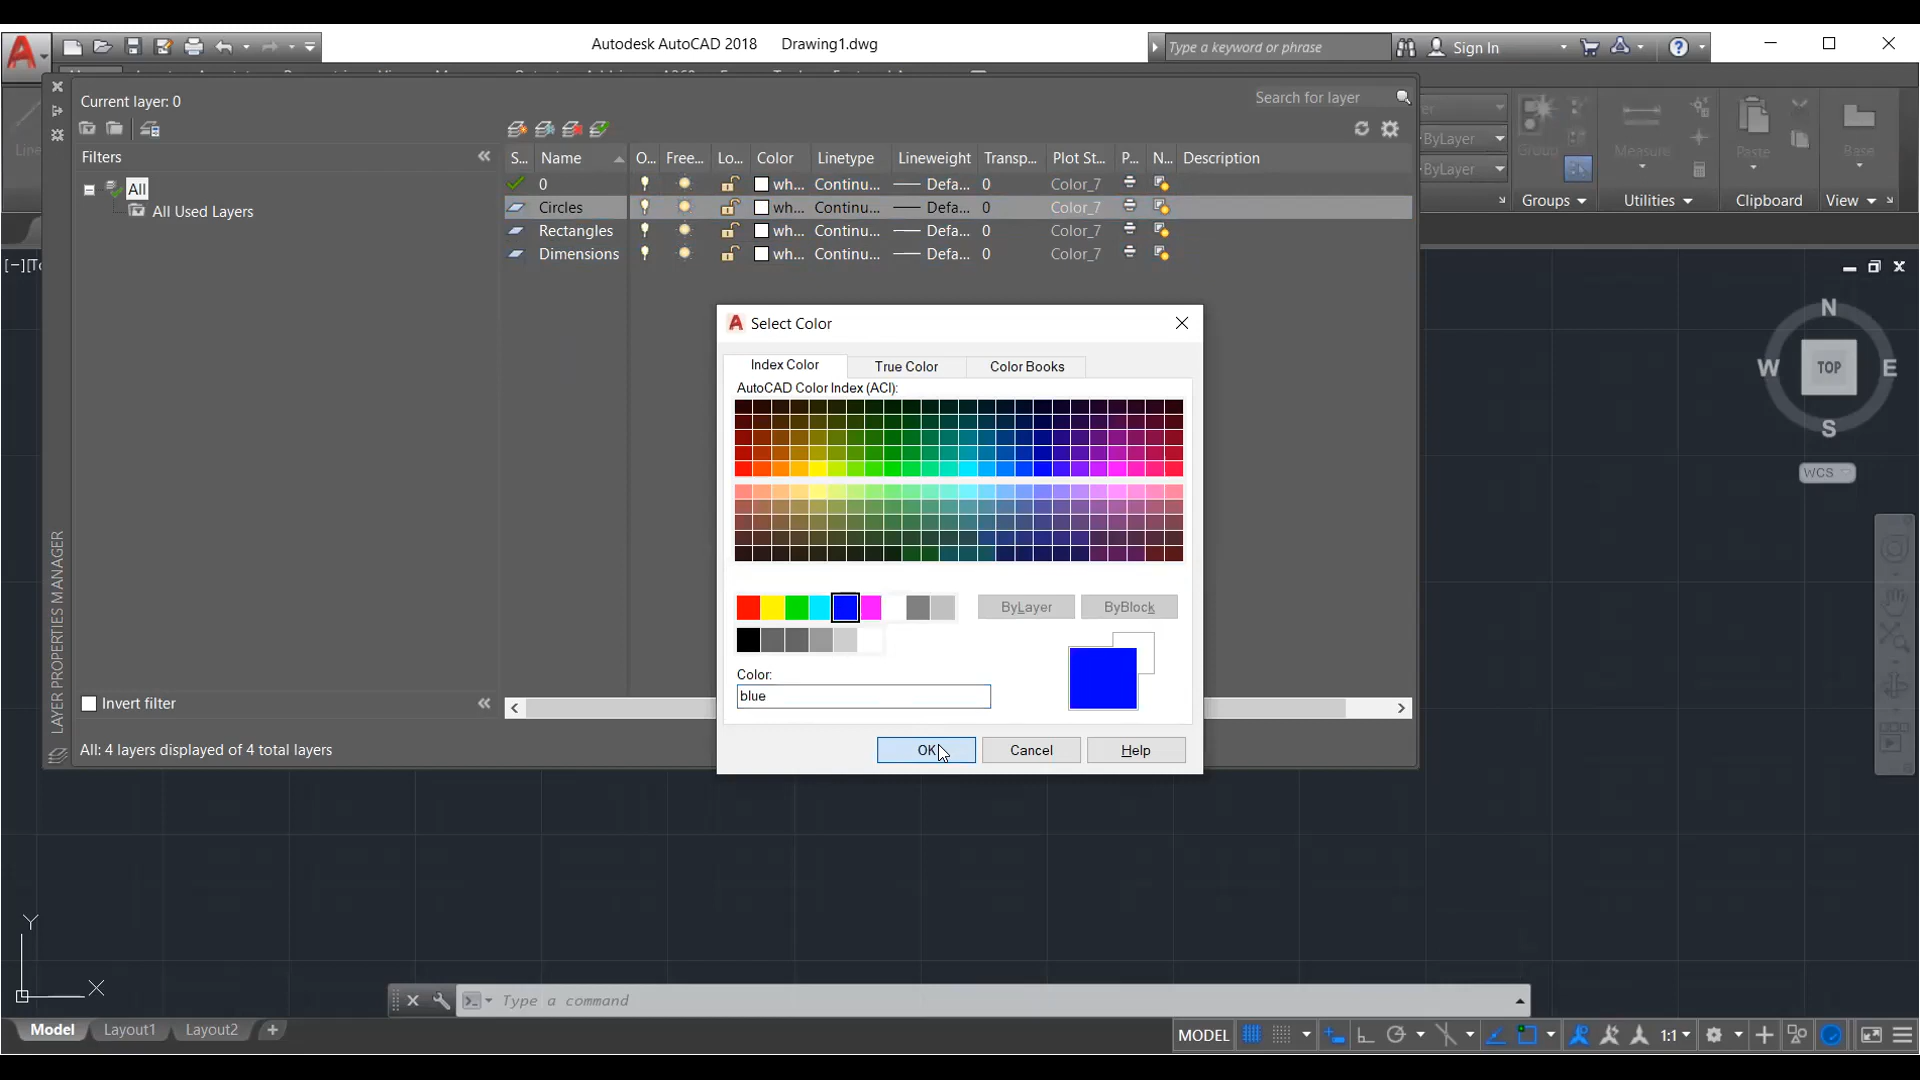 Autodesk AutoCAD 2018 Drawing1.dwg
Type a keyword or phrase
Sign In
Current layer: 0
Search for layer
Filters
All
All Used Layers
S... Name O... Free... Lo... Color Linetype Lineweight Transp... Plot St... P... N... Description
0 wh... Continu... Defa... 0 Color_7
Circles wh... Continu... Defa... 0 Color_7
Rectangles wh... Continu... Defa... 0 Color_7
Dimensions wh... Continu... Defa... 0 Color_7
Invert filter
All: 4 layers displayed of 4 total layers
LAYER PROPERTIES MANAGER
Line
ByLayer
ByLayer
Group
Measure
Paste
Base
Groups
Utilities
Clipboard
View
Select Color
Index Color
True Color
Color Books
AutoCAD Color Index (ACI):
ByLayer
ByBlock
Color:
blue
OK
Cancel
Help
N
W
TOP
E
S
WCS
Y
X
Type a command
Model
Layout1
Layout2
MODEL
1:1